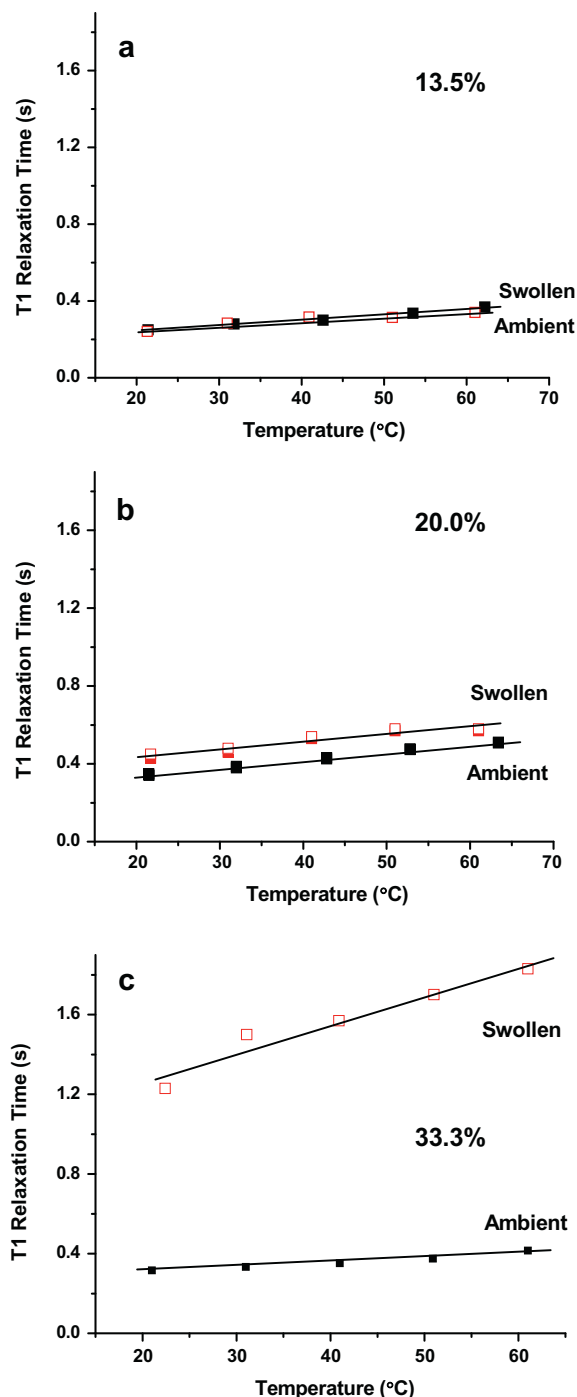 a
13.5%
T1 Relaxation Time (s)
1.6
1.2
0.8
0.4
0.0
Swollen
Ambient
20 30 40 50 60 70
Temperature (°C)
b
20.0%
T1 Relaxation Time (s)
1.6
1.2
0.8
0.4
0.0
Swollen
Ambient
20 30 40 50 60 70
Temperature (°C)
c
T1 Relaxation Time (s)
1.6
1.2
0.8
0.4
0.0
Swollen
33.3%
Ambient
20 30 40 50 60
Temperature (°C)